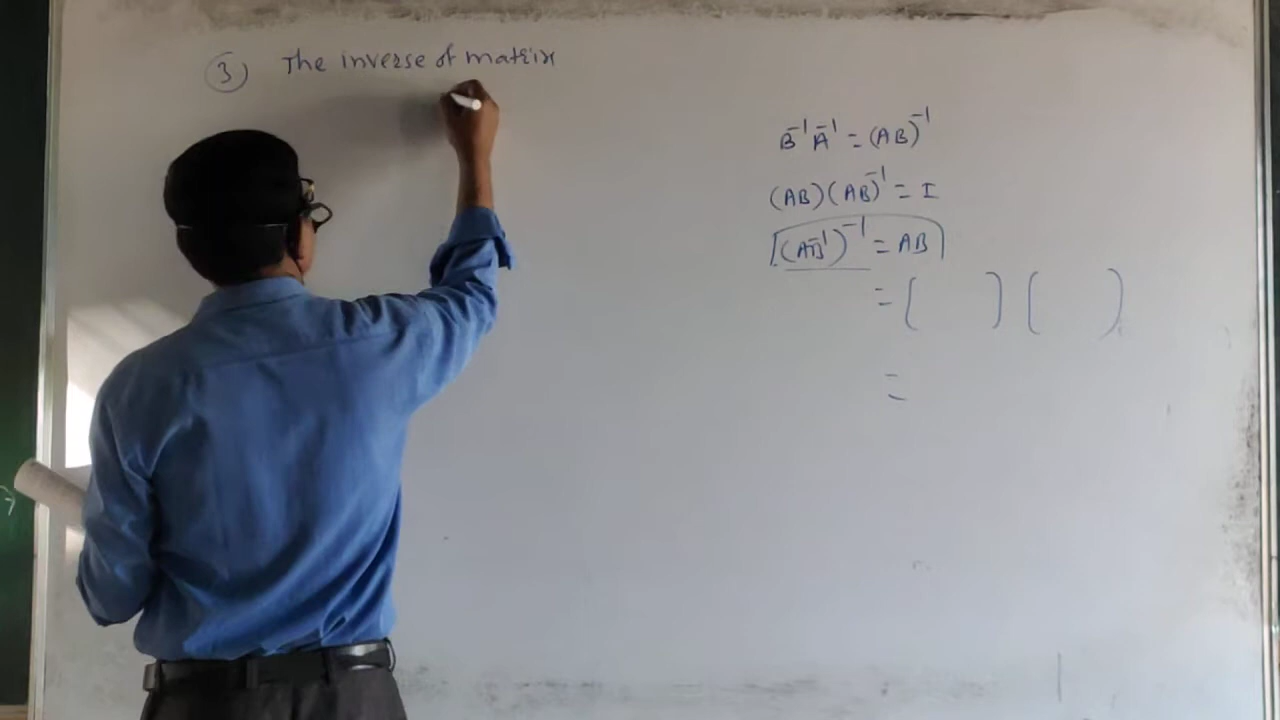 3) The inverse of matrix
B⁻¹ A⁻¹ = (AB)⁻¹
(AB)(AB)⁻¹ = I
(AB⁻¹)⁻¹ = AB
= [ ] [ ]
=